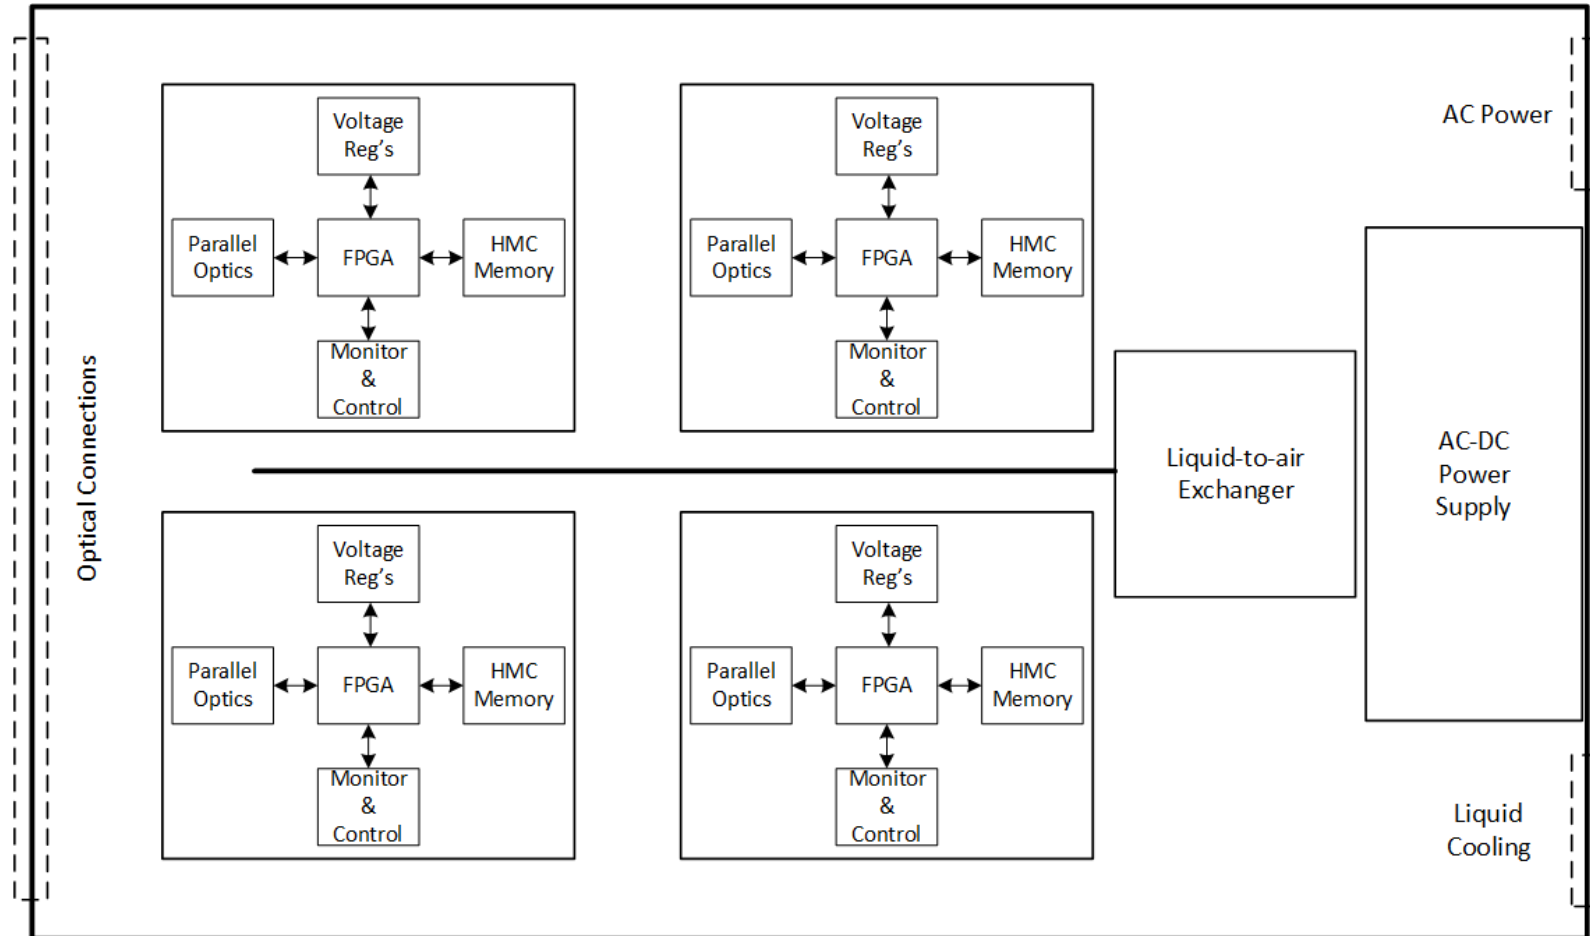 Optical Connections
Voltage
Reg's
Parallel
Optics
FPGA
HMC
Memory
Monitor
&
Control
Voltage
Reg's
Parallel
Optics
FPGA
HMC
Memory
Monitor
&
Control
Voltage
Reg's
Parallel
Optics
FPGA
HMC
Memory
Monitor
&
Control
Voltage
Reg's
Parallel
Optics
FPGA
HMC
Memory
Monitor
&
Control
Liquid-to-air
Exchanger
AC Power
AC-DC
Power
Supply
Liquid
Cooling